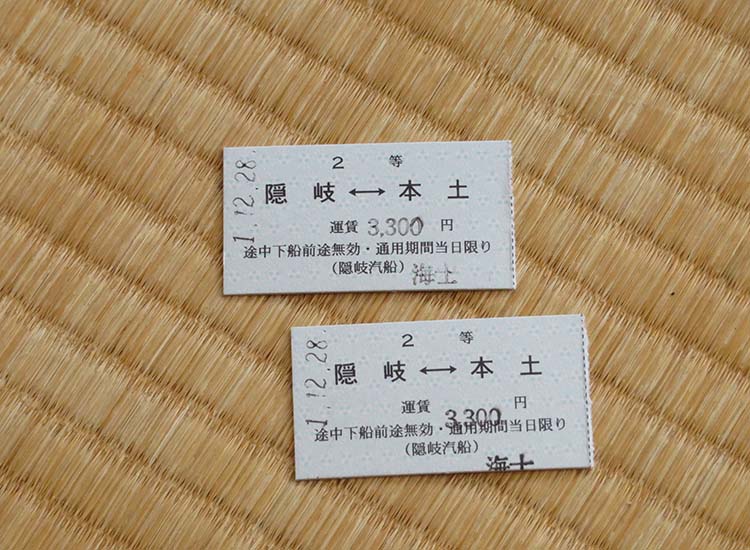 1.12.28.
2 等
隠岐↔本土
運賃 3,300 円
途中下船前途無効・通用期間当日限り
(隠岐汽船) 海士
1.12.28.
2 等
隠岐↔本土
運賃 3,300 円
途中下船前途無効・通用期間当日限り
(隠岐汽船)
海士